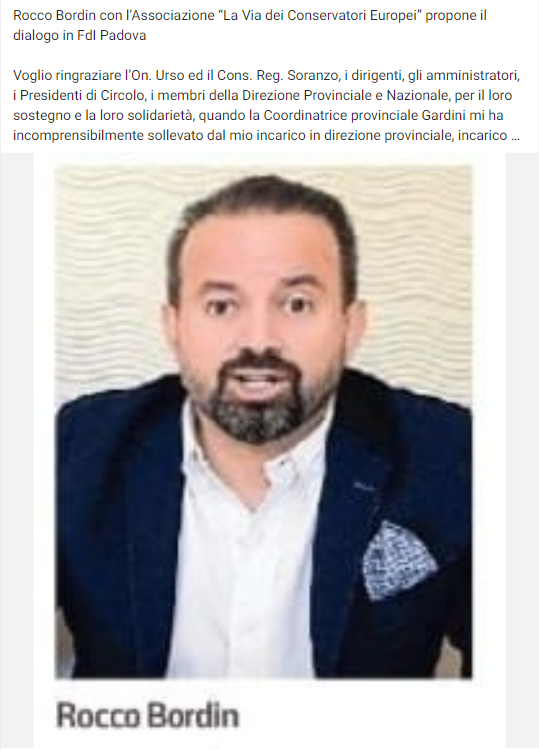 Rocco Bordin con l’Associazione “La Via dei Conservatori Europei” propone il
dialogo in FdI Padova
Voglio ringraziare l’On. Urso ed il Cons. Reg. Soranzo, i dirigenti, gli amministratori,
i Presidenti di Circolo, i membri della Direzione Provinciale e Nazionale, per il loro
sostegno e la loro solidarietà, quando la Coordinatrice provinciale Gardini mi ha
incomprensibilmente sollevato dal mio incarico in direzione provinciale, incarico ...
Rocco Bordin